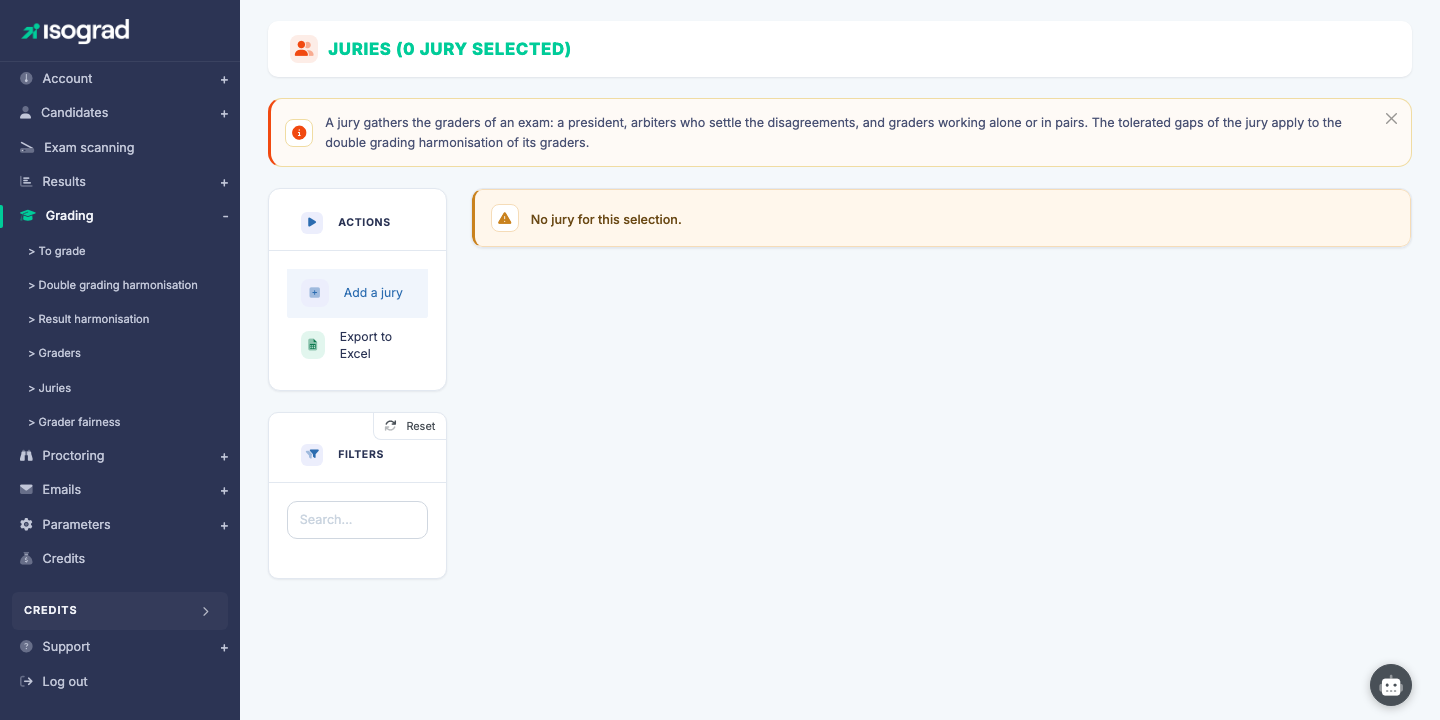 isograd
Account +
Candidates +
Exam scanning
Results +
Grading -
> To grade
> Double grading harmonisation
> Result harmonisation
> Graders
> Juries
> Grader fairness
Proctoring +
Emails +
Parameters +
Credits
CREDITS
Support +
Log out
JURIES (0 JURY SELECTED)
A jury gathers the graders of an exam: a president, arbiters who settle the disagreements, and graders working alone or in pairs. The tolerated gaps of the jury apply to the
double grading harmonisation of its graders.
ACTIONS
Add a jury
Export to
Excel
Reset
FILTERS
Search...
No jury for this selection.